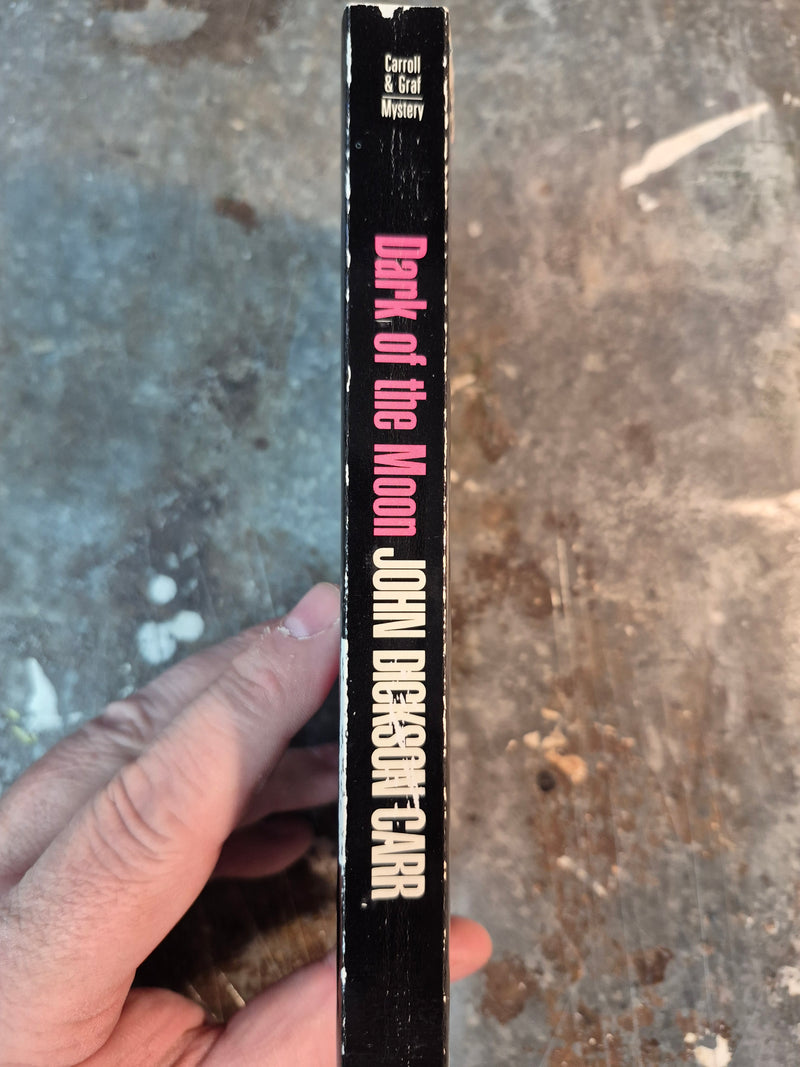 Carroll
& Graf
Mystery
Dark of the Moon JOHN DICKSON CARR